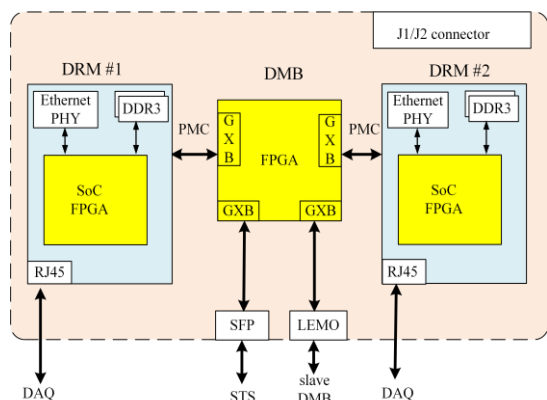 J1/J2 connector
DRM #1
DMB
DRM #2
Ethernet
PHY
DDR3
PMC
G
X
B
FPGA
G
X
B
PMC
Ethernet
PHY
DDR3
SoC
FPGA
SoC
FPGA
GXB
GXB
RJ45
RJ45
SFP
LEMO
DAQ
STS
slave
DMB
DAQ